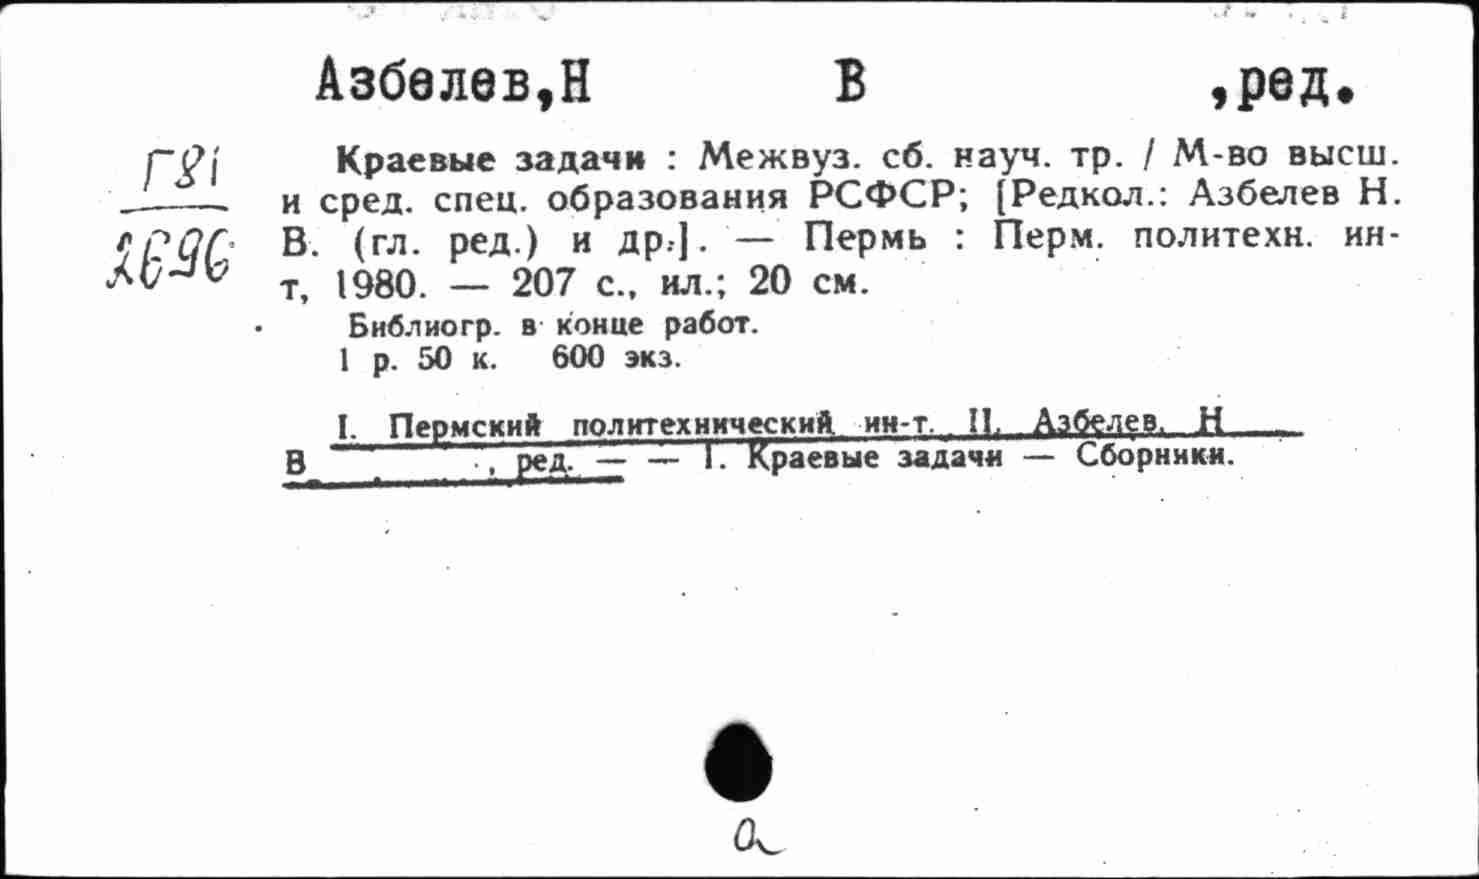 Азбелев,Н В ,ред.
Г81
2696
Краевые задачи : Межвуз. сб. науч. тр. / М-во высш.
и сред. спец. образования РСФСР; [Редкол.: Азбелев Н.
В. (гл. ред.) и др.]. — Пермь : Перм. политехн. ин-
т, 1980. — 207 с., ил.; 20 см.
Библиогр. в конце работ.
1 р. 50 к. 600 экз.
I. Пермский политехнический ин-т. II. Азбелев, Н
В , ред. — — 1. Краевые задачи — Сборники.
а